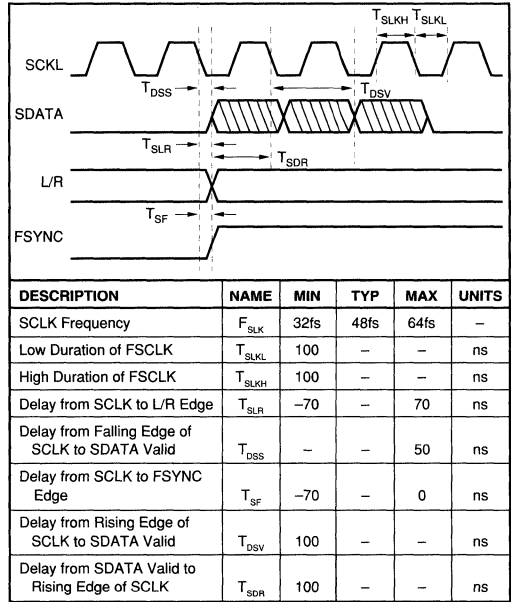 T_SLKH T_SLKL
SCKL
T_DSS T_DSV
SDATA
T_SLR T_SDR
L/R
T_SF
FSYNC
DESCRIPTION NAME MIN TYP MAX UNITS
SCLK Frequency F_SLK 32fs 48fs 64fs –
Low Duration of FSCLK T_SLKL 100 – – ns
High Duration of FSCLK T_SLKH 100 – – ns
Delay from SCLK to L/R Edge T_SLR –70 – 70 ns
Delay from Falling Edge of
SCLK to SDATA Valid T_DSS – – 50 ns
Delay from SCLK to FSYNC
Edge T_SF –70 – 0 ns
Delay from Rising Edge of
SCLK to SDATA Valid T_DSV 100 – – ns
Delay from SDATA Valid to
Rising Edge of SCLK T_SDR 100 – – ns